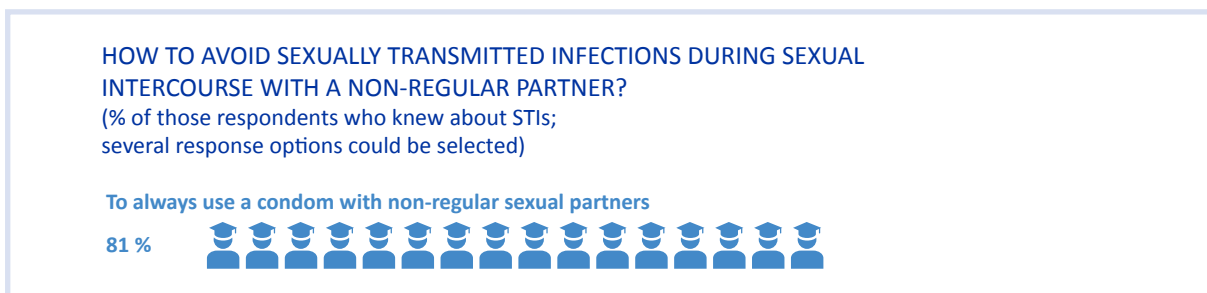 HOW TO AVOID SEXUALLY TRANSMITTED INFECTIONS DURING SEXUAL
INTERCOURSE WITH A NON-REGULAR PARTNER?
(% of those respondents who knew about STIs;
several response options could be selected)
To always use a condom with non-regular sexual partners
81 %